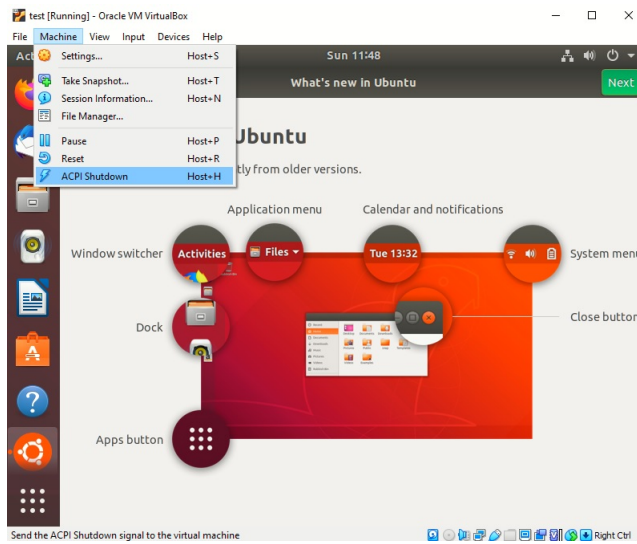 test [Running] - Oracle VM VirtualBox
File Machine View Input Devices Help
Act
Sun 11:48
Settings... Host+S
Take Snapshot... Host+T
Session Information... Host+N
File Manager...
Pause Host+P
Reset Host+R
ACPI Shutdown Host+H
What's new in Ubuntu
Next
Ubuntu
tly from older versions.
Application menu
Calendar and notifications
Window switcher
Activities
Files
Tue 13:32
System menu
Dock
Close button
Apps button
Send the ACPI Shutdown signal to the virtual machine
Right Ctrl